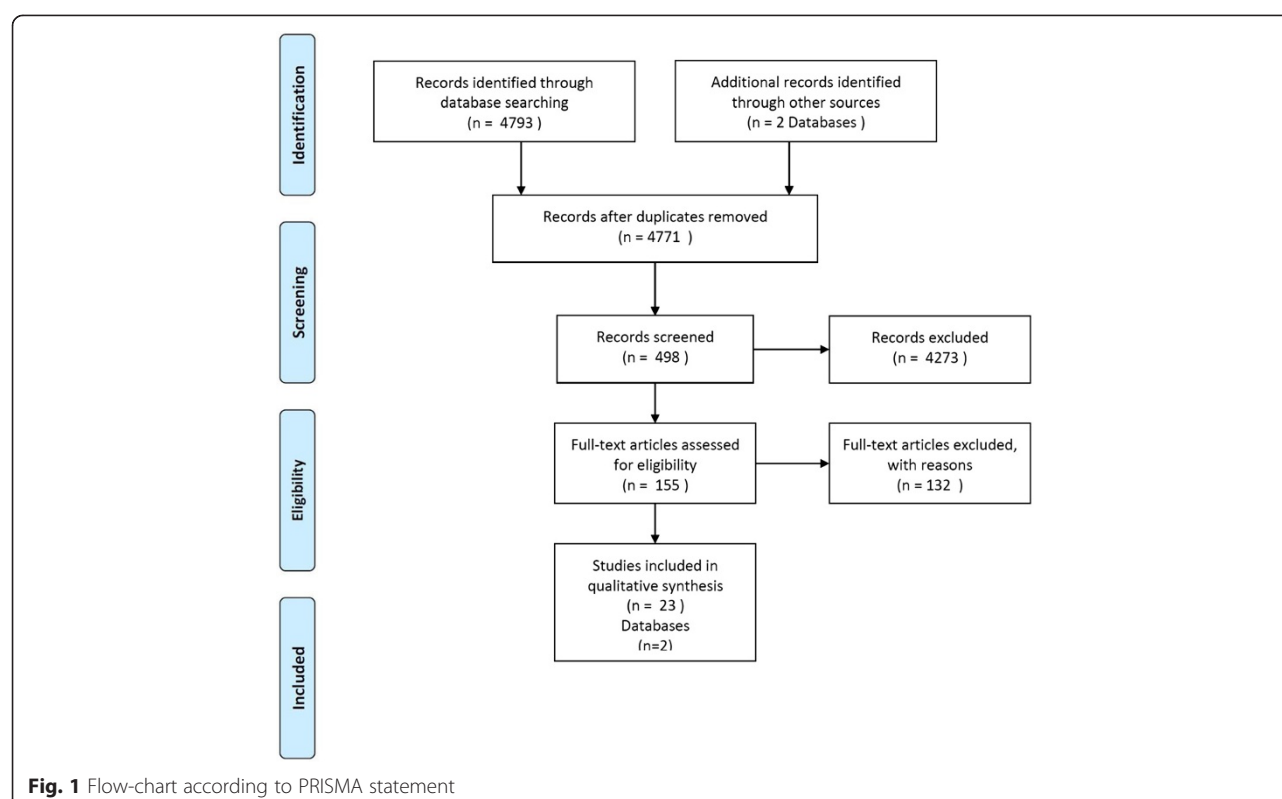 Identification
Records identified through
database searching
(n =  4793  )
Additional records identified
through other sources
(n = 2 Databases )
Records after duplicates removed
(n = 4771  )
Screening
Records screened
(n =  498  )
Records excluded
(n = 4273  )
Eligibility
Full-text articles assessed
for eligibility
(n =  155  )
Full-text articles excluded,
with reasons
(n = 132  )
Studies included in
qualitative synthesis
(n =  23 )
Databases
(n=2)
Included
Fig. 1 Flow-chart according to PRISMA statement